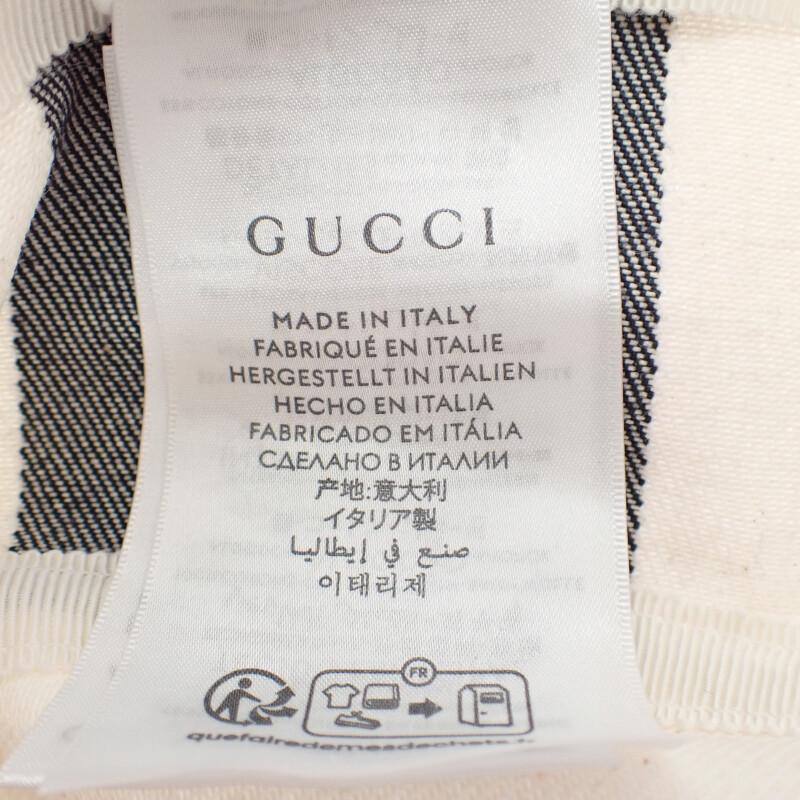 GUCCI
MADE IN ITALY
FABRIQUÉ EN ITALIE
HERGESTELLT IN ITALIEN
HECHO EN ITALIA
FABRICADO EM ITÁLIA
СДЕЛАНО В ИТАЛИИ
产地:意大利
イタリア製
صنع في إيطاليا
이태리제
FR
quefairedemesdechets.f